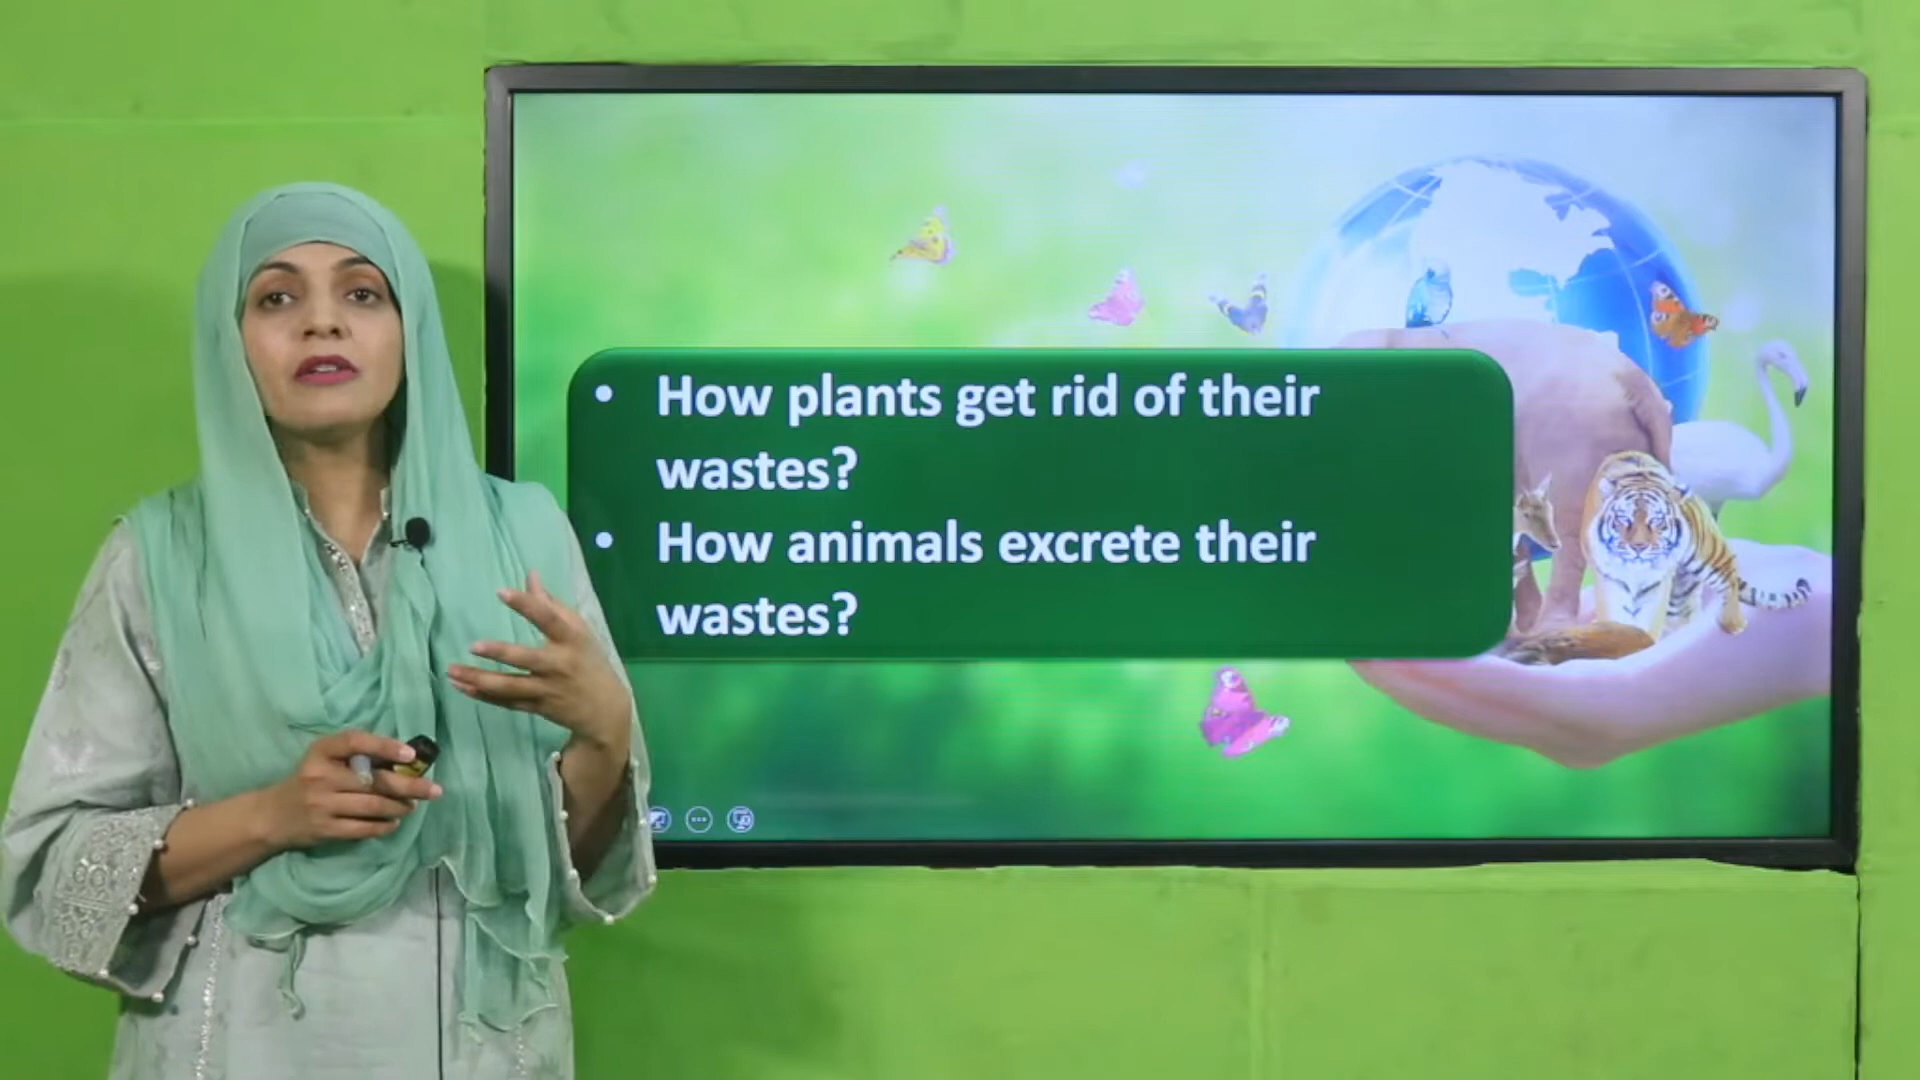 • How plants get rid of their
wastes?
• How animals excrete their
wastes?